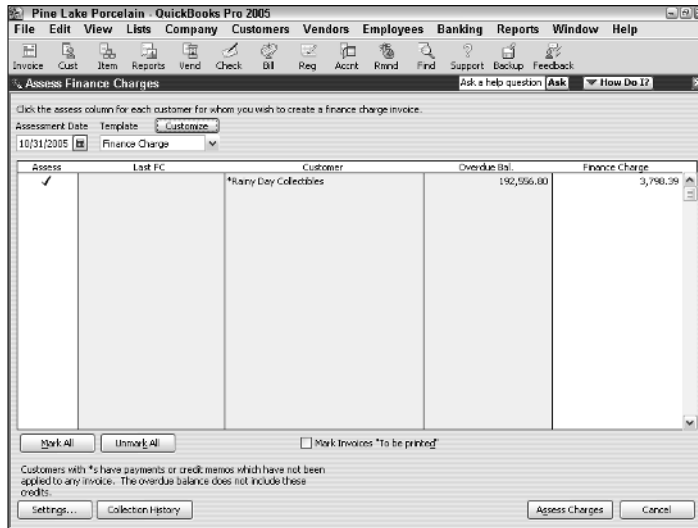 Pine Lake Porcelain - QuickBooks Pro 2005
File Edit View Lists Company Customers Vendors Employees Banking Reports Window Help
Invoice Cust Item Reports Vend Check Bill Reg Accnt Rmnd Find Support Backup Feedback
Assess Finance Charges Ask a help question Ask How Do I?
Click the assess column for each customer for whom you wish to create a finance charge invoice.
Assessment Date Template Customize
10/31/2005 Finance Charge
Assess Last FC Customer Overdue Bal. Finance Charge
*Rainy Day Collectibles 192,556.80 3,798.39
Mark All Unmark All Mark Invoices "To be printed"
Customers with *s have payments or credit memos which have not been
applied to any invoice. The overdue balance does not include these
credits.
Settings... Collection History Assess Charges Cancel